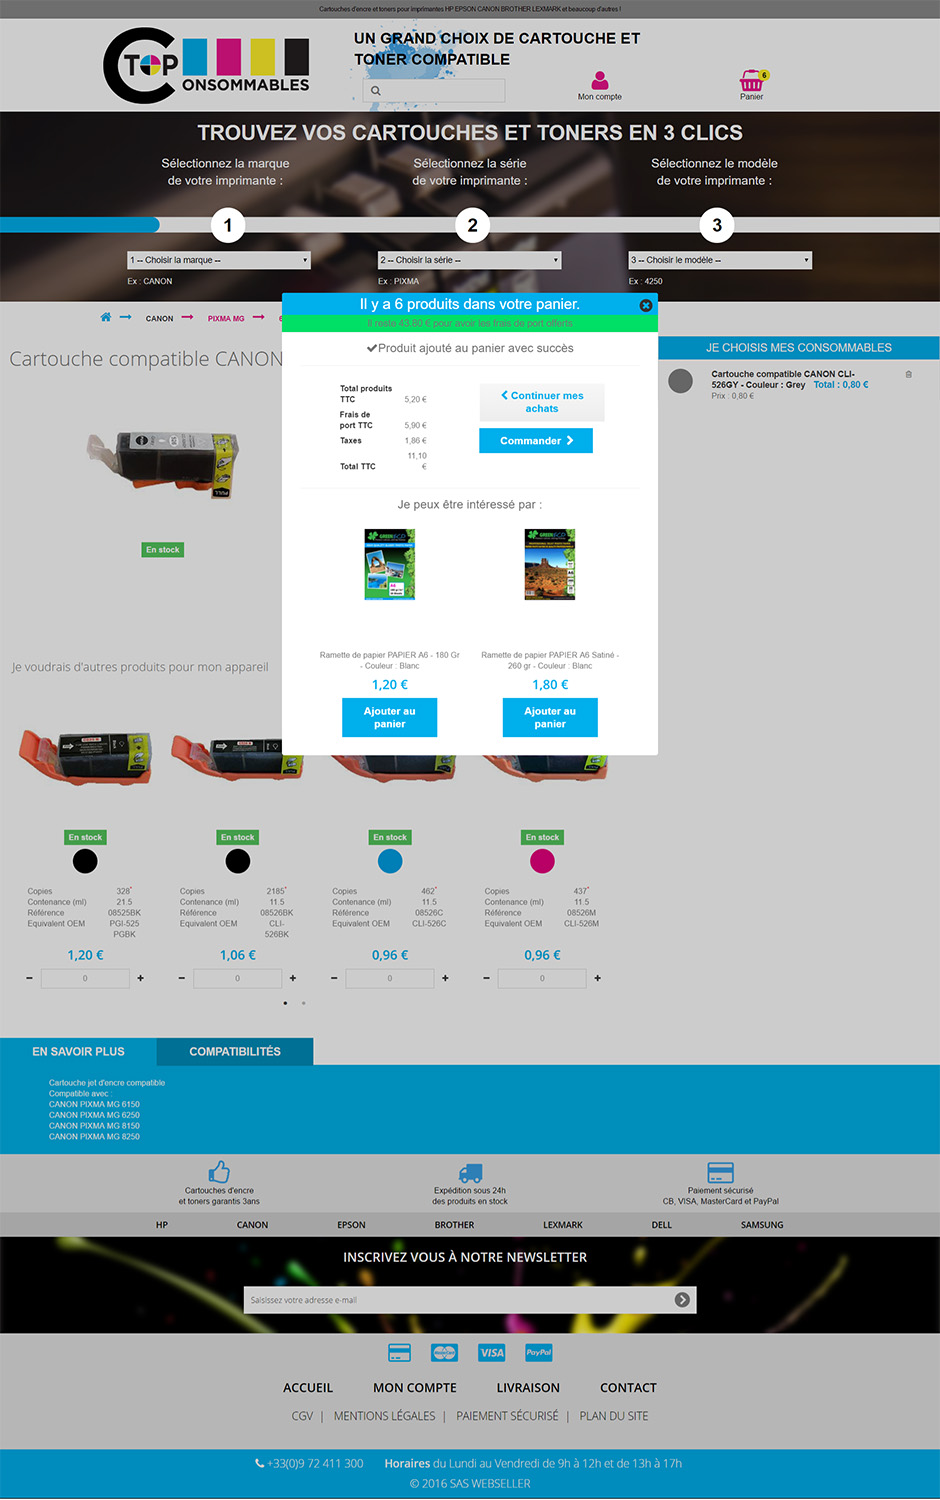 Cartouches d'encre et toners pour imprimantes HP EPSON CANON BROTHER LEXMARK et beaucoup d'autres !
TOP
CONSOMMABLES
UN GRAND CHOIX DE CARTOUCHE ET
TONER COMPATIBLE
Mon compte
6
Panier
TROUVEZ VOS CARTOUCHES ET TONERS EN 3 CLICS
Sélectionnez la marque
de votre imprimante :
Sélectionnez la série
de votre imprimante :
Sélectionnez le modèle
de votre imprimante :
1
2
3
1 -- Choisir la marque --
2 -- Choisir la série --
3 -- Choisir le modèle --
Ex : CANON
Ex : PIXMA
Ex : 4250
CANON
PIXMA MG
Il y a 6 produits dans votre panier.
Il reste 43,80 € pour avoir les frais de port offerts
Produit ajouté au panier avec succès
Total produits
TTC 5,20 €
Frais de
port TTC 5,90 €
Taxes 1,86 €
11,10
Total TTC €
Continuer mes
achats
Commander
Je peux être intéressé par :
Ramette de papier PAPIER A6 - 180 Gr
- Couleur : Blanc
1,20 €
Ajouter au
panier
Ramette de papier PAPIER A6 Satiné -
260 gr - Couleur : Blanc
1,80 €
Ajouter au
panier
Cartouche compatible CANON
En stock
JE CHOISIS MES CONSOMMABLES
Cartouche compatible CANON CLI-
526GY - Couleur : Grey Total : 0,80 €
Prix : 0,80 €
Je voudrais d'autres produits pour mon appareil
En stock
En stock
En stock
En stock
Copies 328*
Contenance (ml) 21.5
Référence 08525BK
Equivalent OEM PGI-525
PGBK
1,20 €
0
Copies 2185*
Contenance (ml) 11.5
Référence 08526BK
Equivalent OEM CLI-
526BK
1,06 €
0
Copies 462*
Contenance (ml) 11.5
Référence 08526C
Equivalent OEM CLI-526C
0,96 €
0
Copies 437*
Contenance (ml) 11.5
Référence 08526M
Equivalent OEM CLI-526M
0,96 €
0
EN SAVOIR PLUS
COMPATIBILITÉS
Cartouche jet d'encre compatible
Compatible avec :
CANON PIXMA MG 6150
CANON PIXMA MG 6250
CANON PIXMA MG 8150
CANON PIXMA MG 8250
Cartouches d'encre
et toners garantis 3ans
Expédition sous 24h
des produits en stock
Paiement sécurisé
CB, VISA, MasterCard et PayPal
HP CANON EPSON BROTHER LEXMARK DELL SAMSUNG
INSCRIVEZ VOUS À NOTRE NEWSLETTER
Saisissez votre adresse e-mail
VISA
PayPal
ACCUEIL MON COMPTE LIVRAISON CONTACT
CGV | MENTIONS LÉGALES | PAIEMENT SÉCURISÉ | PLAN DU SITE
+33(0)9 72 411 300 Horaires du Lundi au Vendredi de 9h à 12h et de 13h à 17h
© 2016 SAS WEBSELLER